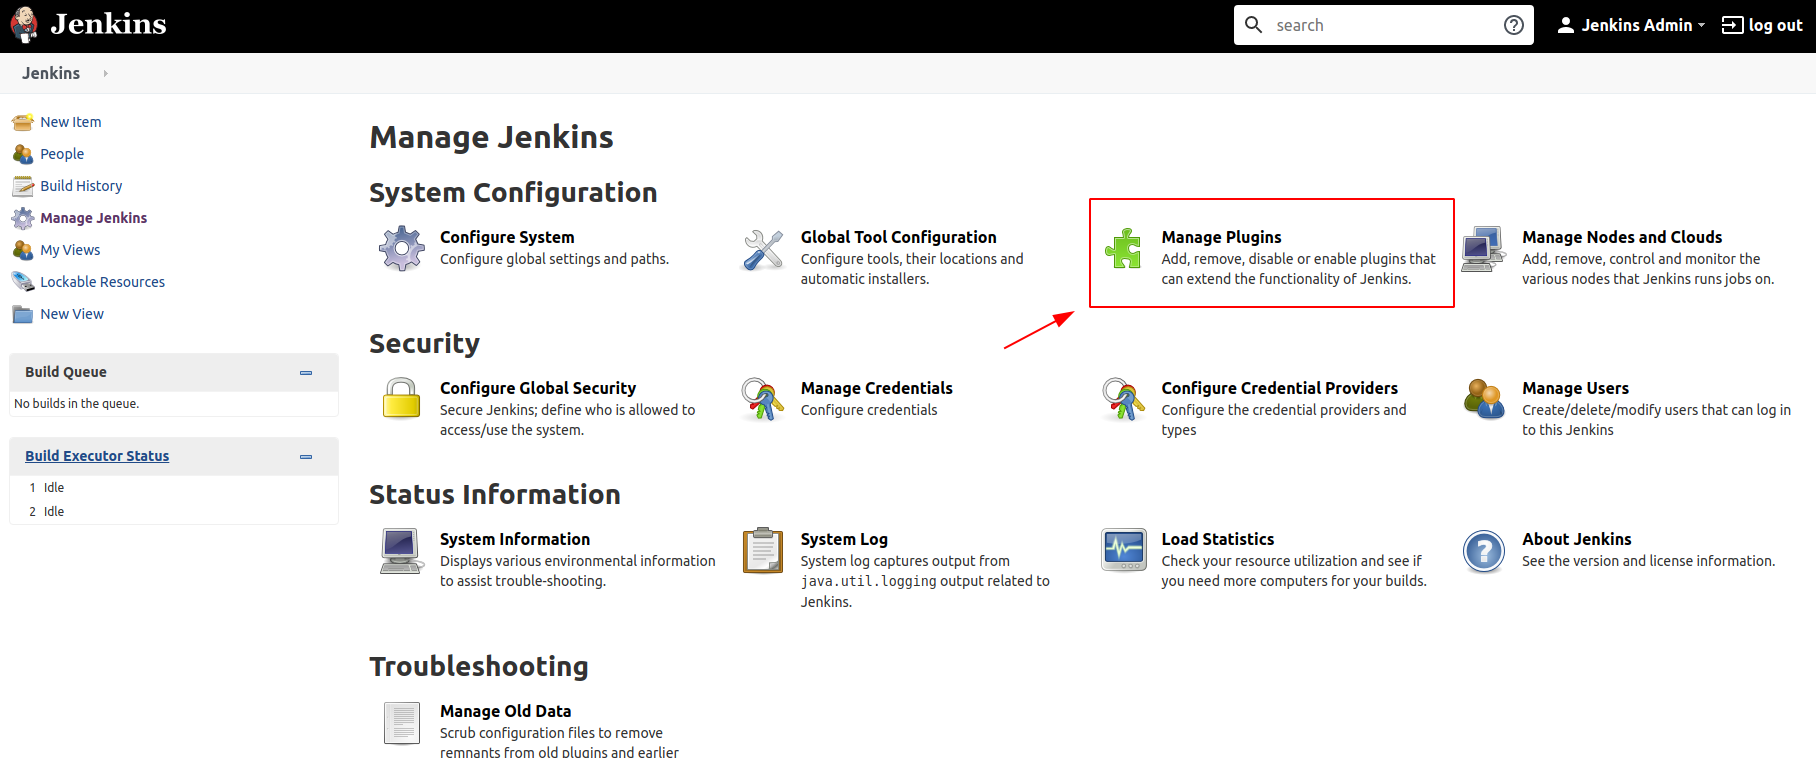 Jenkins
search
Jenkins Admin
log out
Jenkins
New Item
People
Build History
Manage Jenkins
My Views
Lockable Resources
New View
Build Queue
No builds in the queue.
Build Executor Status
1 Idle
2 Idle
Manage Jenkins
System Configuration
Configure System
Configure global settings and paths.
Global Tool Configuration
Configure tools, their locations and
automatic installers.
Manage Plugins
Add, remove, disable or enable plugins that
can extend the functionality of Jenkins.
Manage Nodes and Clouds
Add, remove, control and monitor the
various nodes that Jenkins runs jobs on.
Security
Configure Global Security
Secure Jenkins; define who is allowed to
access/use the system.
Manage Credentials
Configure credentials
Configure Credential Providers
Configure the credential providers and
types
Manage Users
Create/delete/modify users that can log in
to this Jenkins
Status Information
System Information
Displays various environmental information
to assist trouble-shooting.
System Log
System log captures output from
java.util.logging output related to
Jenkins.
Load Statistics
Check your resource utilization and see if
you need more computers for your builds.
About Jenkins
See the version and license information.
Troubleshooting
Manage Old Data
Scrub configuration files to remove
remnants from old plugins and earlier